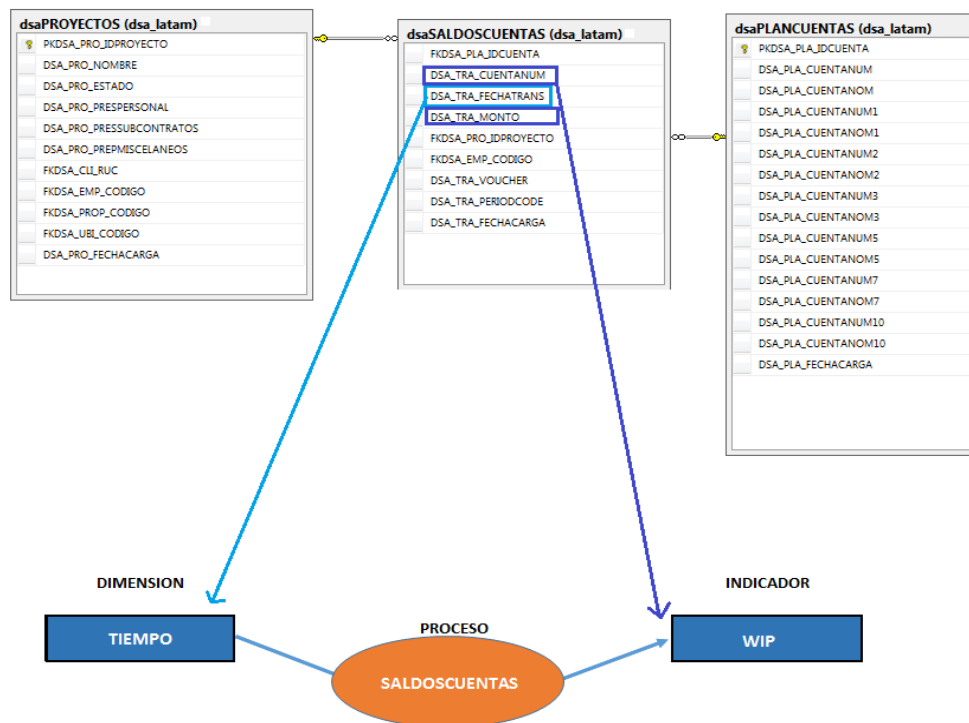 dsaPROYECTOS (dsa_latam)
PKDSA_PRO_IDPROYECTO
DSA_PRO_NOMBRE
DSA_PRO_ESTADO
DSA_PRO_PRESPERSONAL
DSA_PRO_PRESSUBCONTRATOS
DSA_PRO_PREPMISCELANEOS
FKDSA_CLI_RUC
FKDSA_EMP_CODIGO
FKDSA_PROP_CODIGO
FKDSA_UBI_CODIGO
DSA_PRO_FECHACARGA
dsaSALDOSCUENTAS (dsa_latam)
FKDSA_PLA_IDCUENTA
DSA_TRA_CUENTANUM
DSA_TRA_FECHATRANS
DSA_TRA_MONTO
FKDSA_PRO_IDPROYECTO
FKDSA_EMP_CODIGO
DSA_TRA_VOUCHER
DSA_TRA_PERIODCODE
DSA_TRA_FECHACARGA
dsaPLANCUENTAS (dsa_latam)
PKDSA_PLA_IDCUENTA
DSA_PLA_CUENTANUM
DSA_PLA_CUENTANOM
DSA_PLA_CUENTANUM1
DSA_PLA_CUENTANOM1
DSA_PLA_CUENTANUM2
DSA_PLA_CUENTANOM2
DSA_PLA_CUENTANUM3
DSA_PLA_CUENTANOM3
DSA_PLA_CUENTANUM5
DSA_PLA_CUENTANOM5
DSA_PLA_CUENTANUM7
DSA_PLA_CUENTANOM7
DSA_PLA_CUENTANUM10
DSA_PLA_CUENTANOM10
DSA_PLA_FECHACARGA
DIMENSION
TIEMPO
PROCESO
SALDOSCUENTAS
INDICADOR
WIP